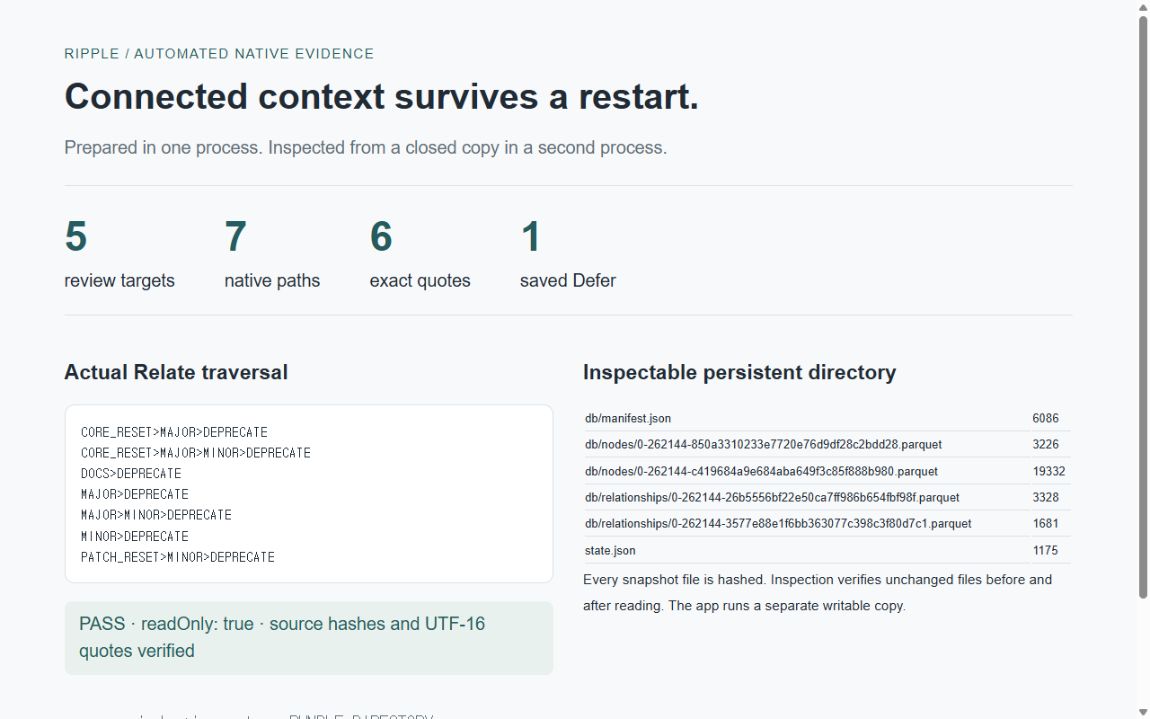 RIPPLE / AUTOMATED NATIVE EVIDENCE
Connected context survives a restart.
Prepared in one process. Inspected from a closed copy in a second process.
5 7 6 1
review targets native paths exact quotes saved Defer
Actual Relate traversal
CORE_RESET>MAJOR>DEPRECATE
CORE_RESET>MAJOR>MINOR>DEPRECATE
DOCS>DEPRECATE
MAJOR>DEPRECATE
MAJOR>MINOR>DEPRECATE
MINOR>DEPRECATE
PATCH_RESET>MINOR>DEPRECATE
PASS · readOnly: true · source hashes and UTF-16
quotes verified
Inspectable persistent directory
db/manifest.json 6086
db/nodes/0-262144-850a3310233e7720e76d9df28c2bdd28.parquet 3226
db/nodes/0-262144-c419684a9e684aba649f3c85f888b980.parquet 19332
db/relationships/0-262144-26b5556bf22e50ca7ff986b654fbf98f.parquet 3328
db/relationships/0-262144-3577e88e1f6bb363077c398c3f80d7c1.parquet 1681
state.json 1175
Every snapshot file is hashed. Inspection verifies unchanged files before and
after reading. The app runs a separate writable copy.